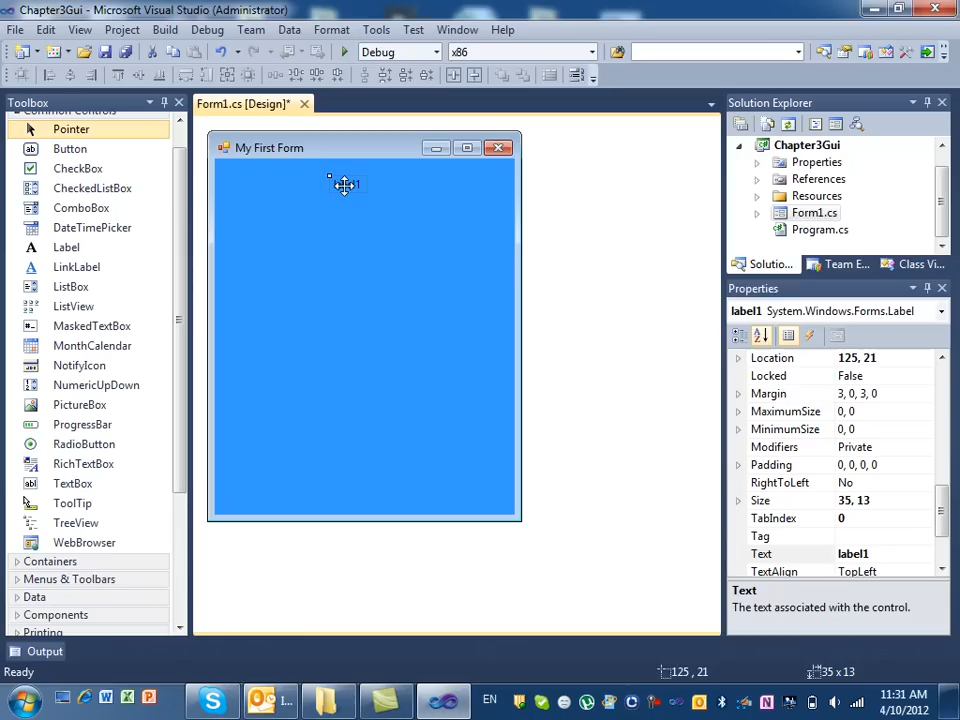 Chapter3Gui - Microsoft Visual Studio (Administrator)
File Edit View Project Build Debug Team Data Format Tools Test Window Help
Debug x86
Toolbox
Form1.cs [Design]*
Solution Explorer
Common Controls
Pointer
Button
CheckBox
CheckedListBox
ComboBox
DateTimePicker
Label
LinkLabel
ListBox
ListView
MaskedTextBox
MonthCalendar
NotifyIcon
NumericUpDown
PictureBox
ProgressBar
RadioButton
RichTextBox
TextBox
ToolTip
TreeView
WebBrowser
Containers
Menus & Toolbars
Data
Components
Printing
My First Form
Chapter3Gui
Properties
References
Resources
Form1.cs
Program.cs
Solutio... Team E... Class Vi...
Properties
label1 System.Windows.Forms.Label
Location 125, 21
Locked False
Margin 3, 0, 3, 0
MaximumSize 0, 0
MinimumSize 0, 0
Modifiers Private
Padding 0, 0, 0, 0
RightToLeft No
Size 35, 13
TabIndex 0
Tag
Text label1
TextAlign TopLeft
Text
The text associated with the control.
Output
Ready 125 , 21 35 x 13
I... EN 11:31 AM
4/10/2012